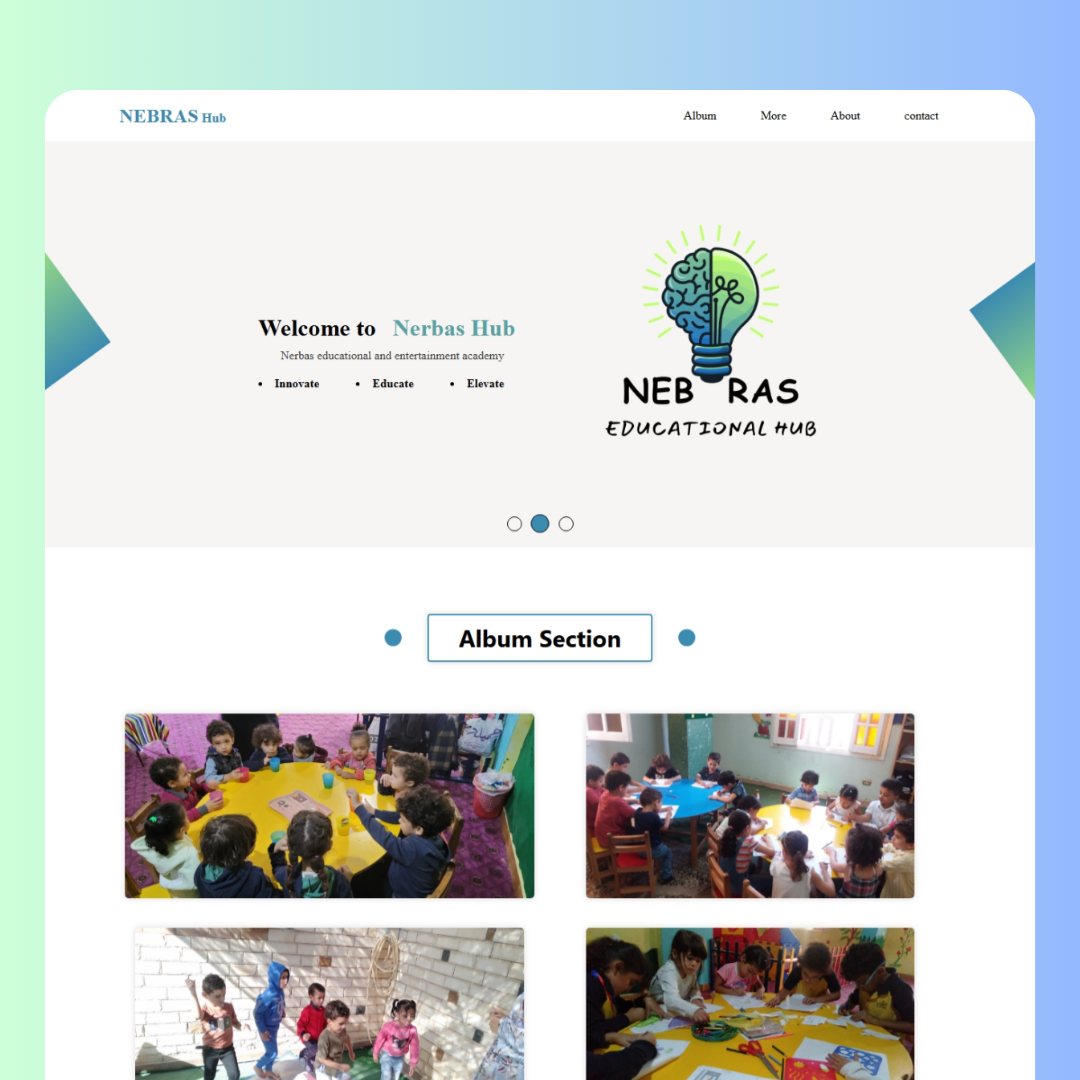 NEBRAS Hub
Album More About contact
Welcome to Nerbas Hub
Nerbas educational and entertainment academy
• Innovate • Educate • Elevate
NEB RAS
EDUCATIONAL HUB
Album Section